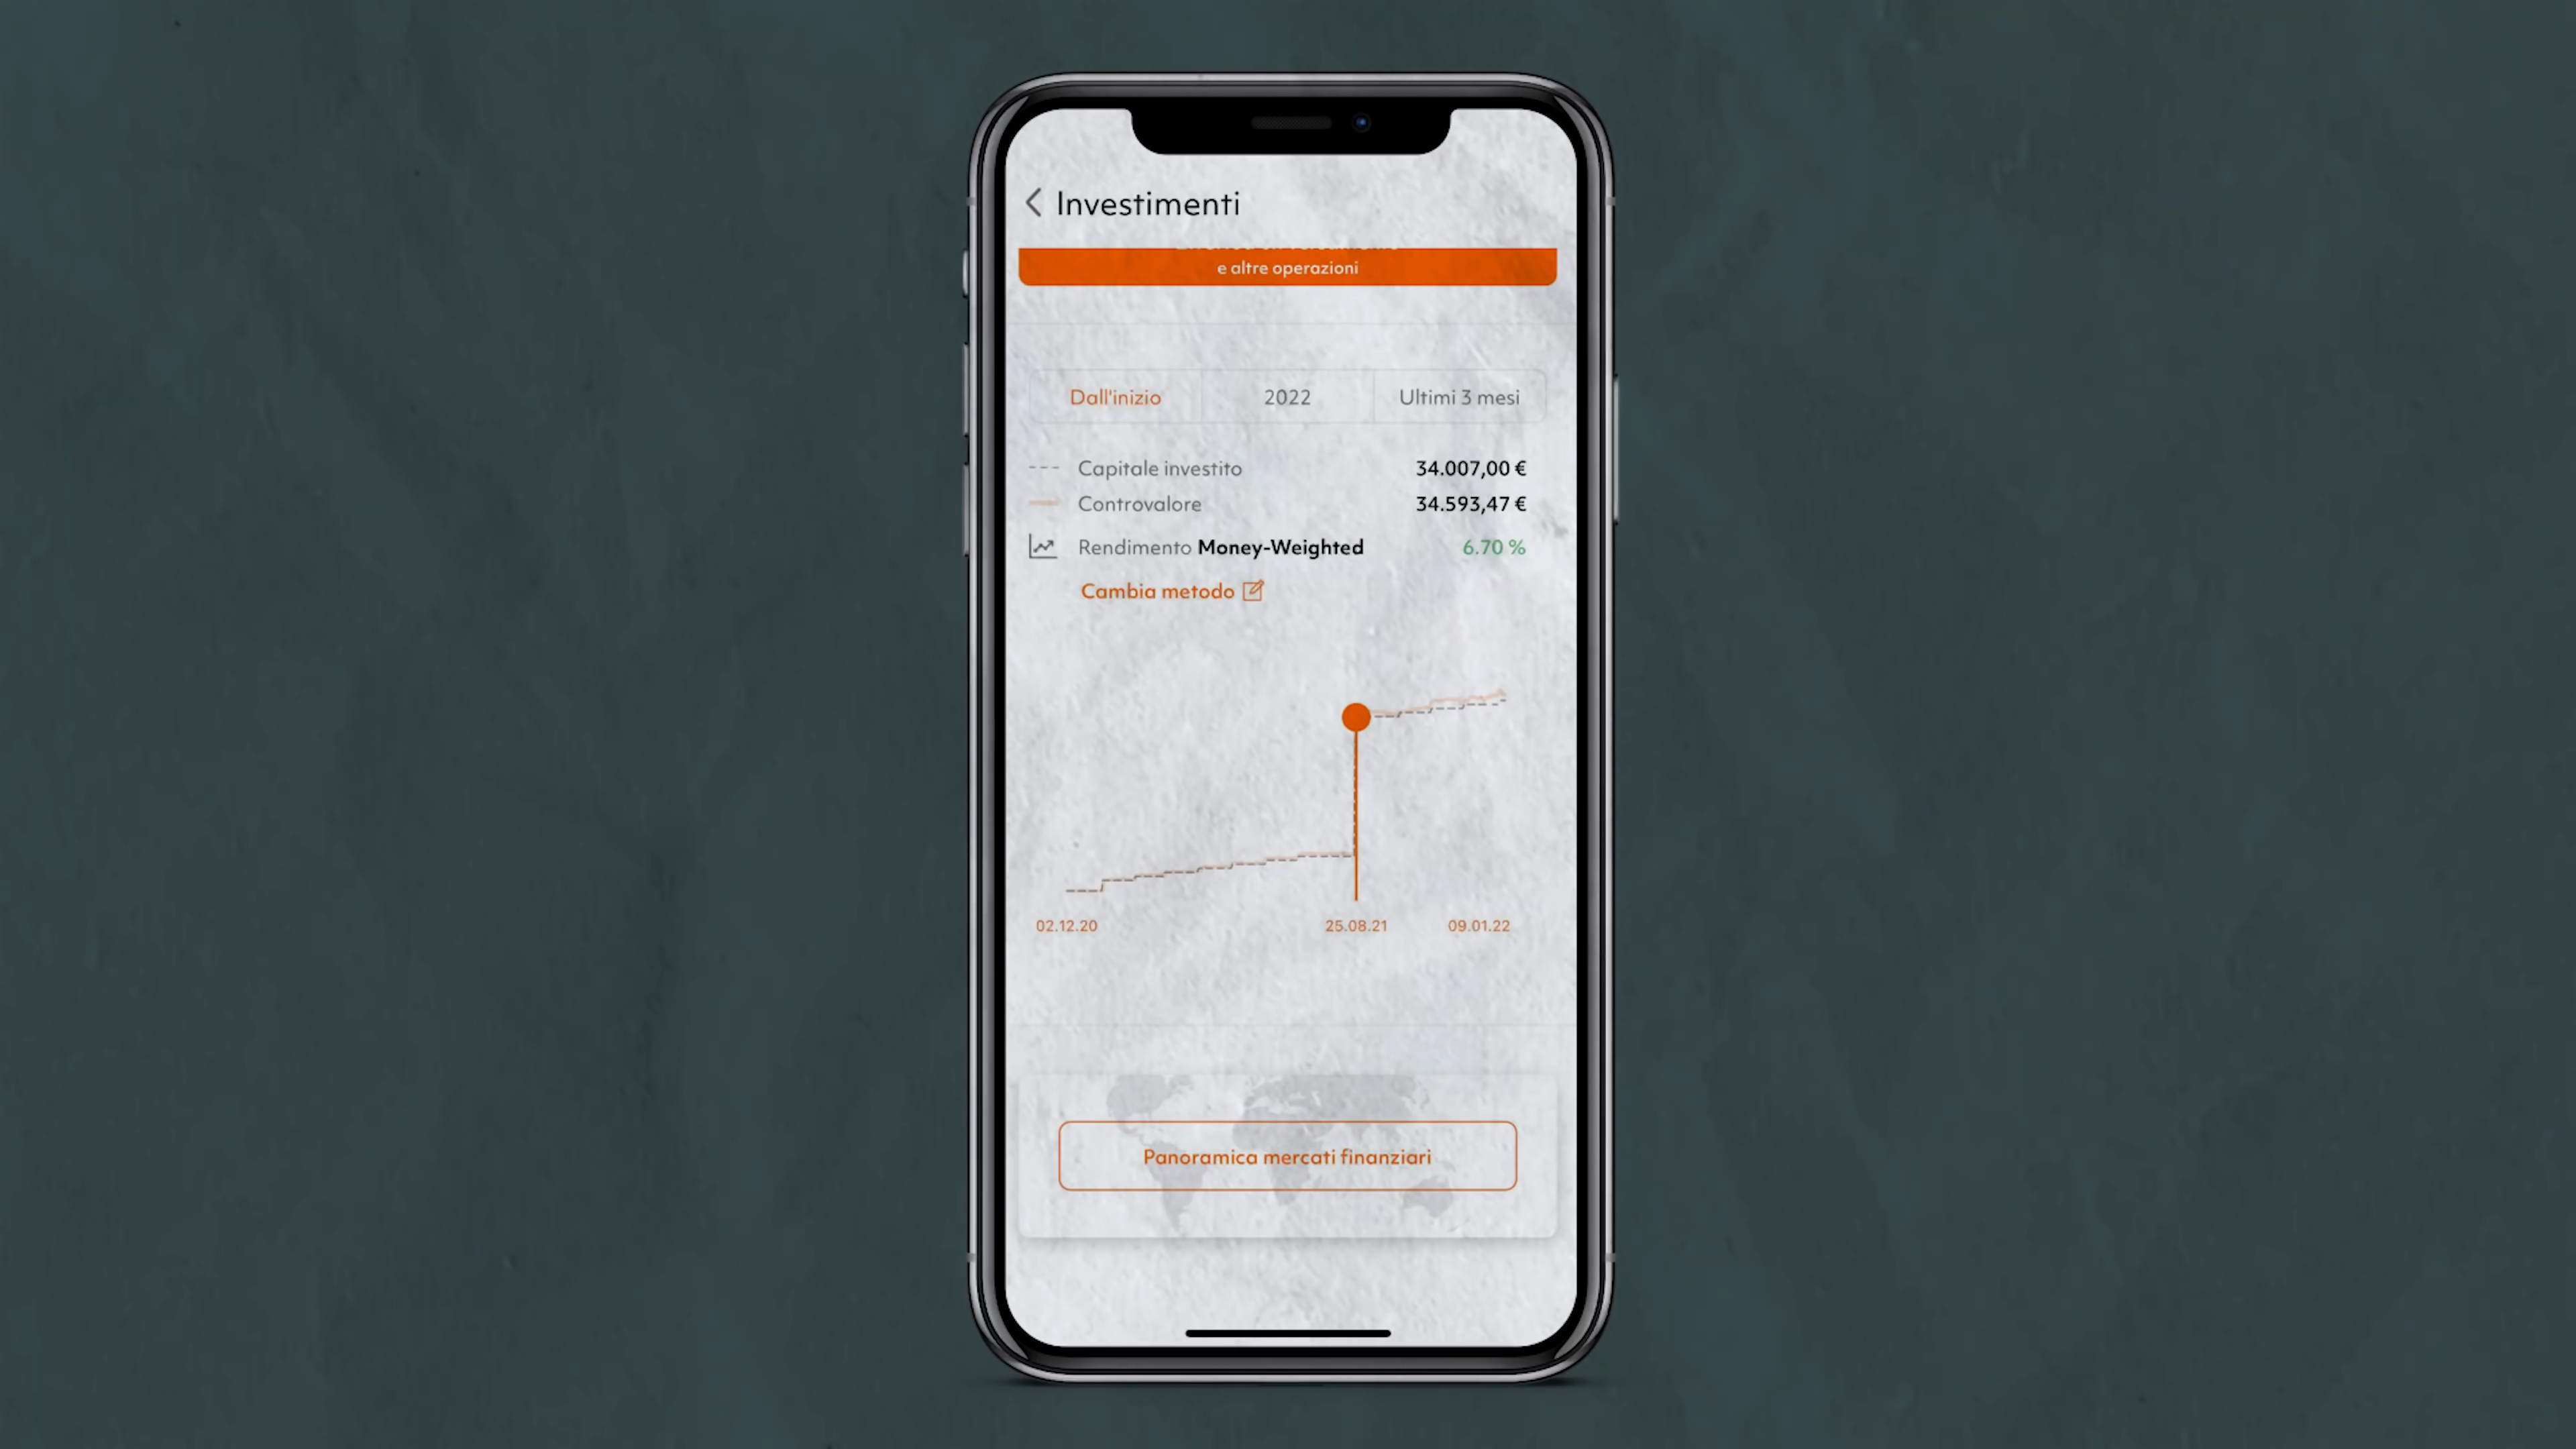 Investimenti
e altre operazioni
Dall'inizio 2022 Ultimi 3 mesi
Capitale investito 34.007,00 €
Controvalore 34.593,47 €
Rendimento Money-Weighted 6.70 %
Cambia metodo
02.12.20 25.08.21 09.01.22
Panoramica mercati finanziari